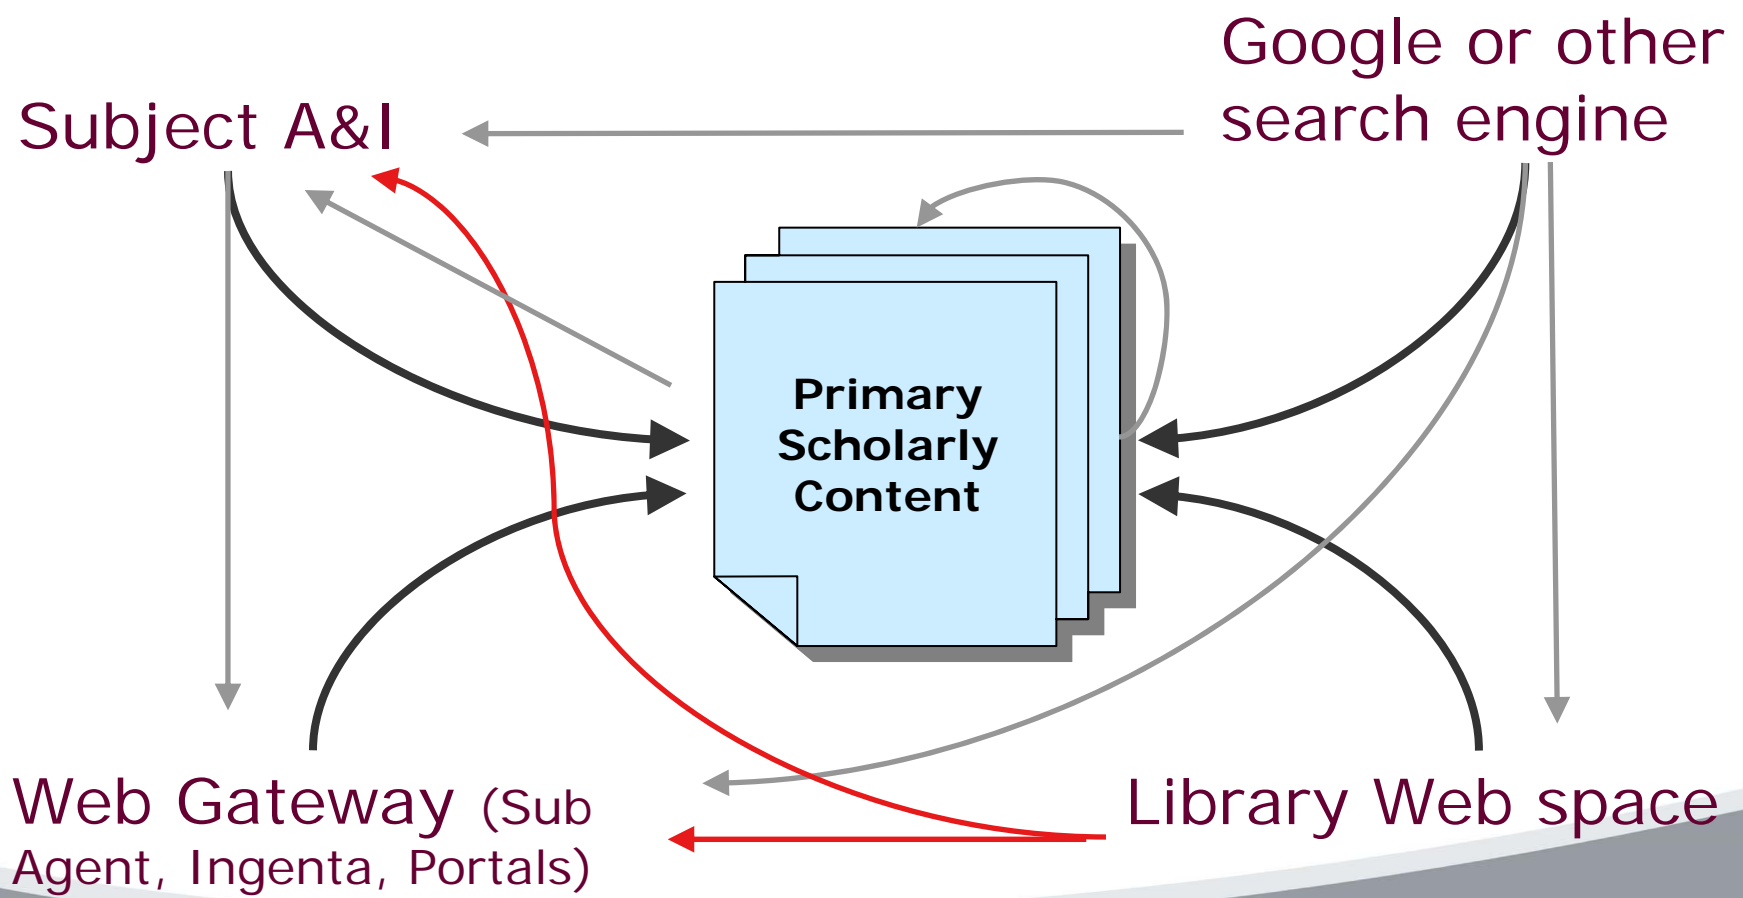 Google or other
search engine
Subject A&I
Primary
Scholarly
Content
Web Gateway (Sub
Agent, Ingenta, Portals)
Library Web space